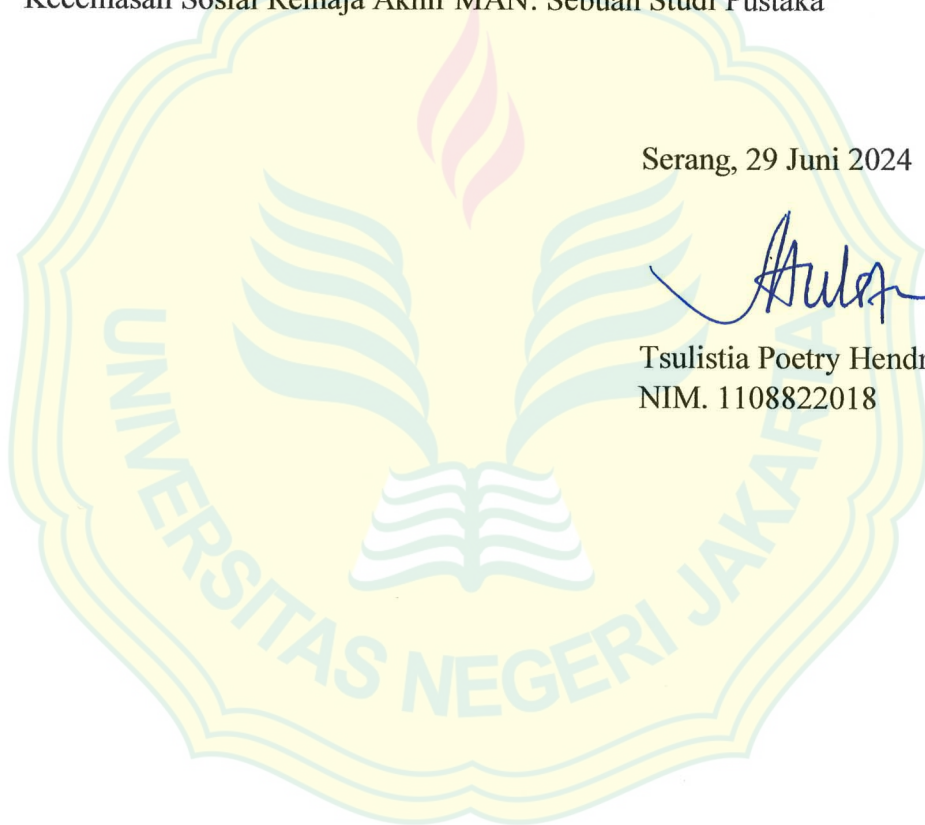 Kecemasan Sosial Remaja Akhir MAN: Sebuah Studi Pustaka
Serang, 29 Juni 2024
Tsulistia Poetry Hendr
NIM. 1108822018
UNIVERSITAS NEGERI JAKARTA